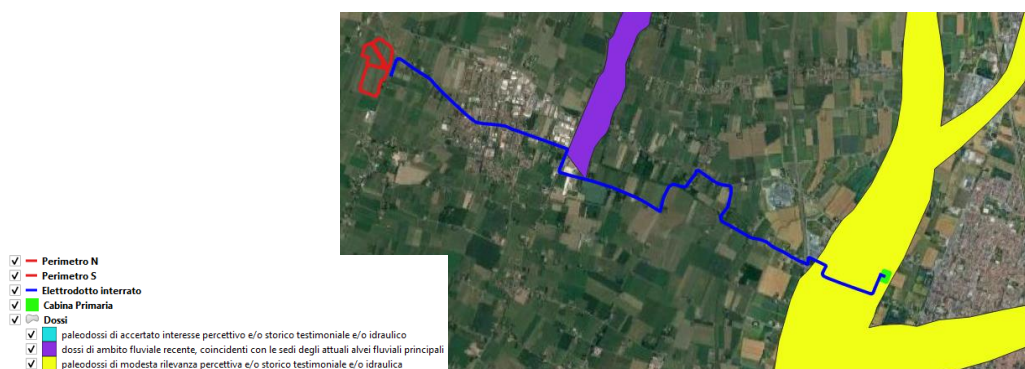 Perimetro N
Perimetro S
Elettrodotto interrato
Cabina Primaria
Dossi
paleodossi di accertato interesse percettivo e/o storico testimoniale e/o idraulico
dossi di ambito fluviale recente, coincidenti con le sedi degli attuali alvei fluviali principali
paleodossi di modesta rilevanza percettiva e/o storico testimoniale e/o idraulica